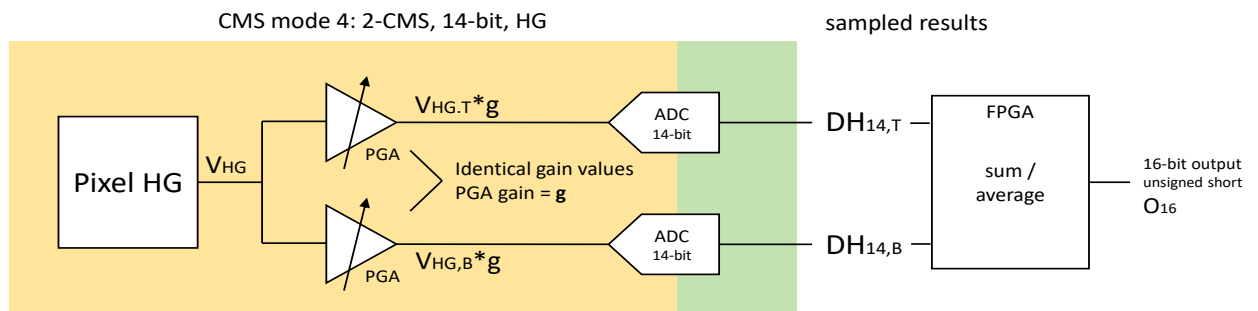 CMS mode 4: 2-CMS, 14-bit, HG
sampled results
Pixel HG
VHG
PGA
VHG.T*g
ADC
14-bit
DH14,T
Identical gain values
PGA gain = g
PGA
VHG,B*g
ADC
14-bit
DH14,B
FPGA
sum /
average
16-bit output
unsigned short
O16